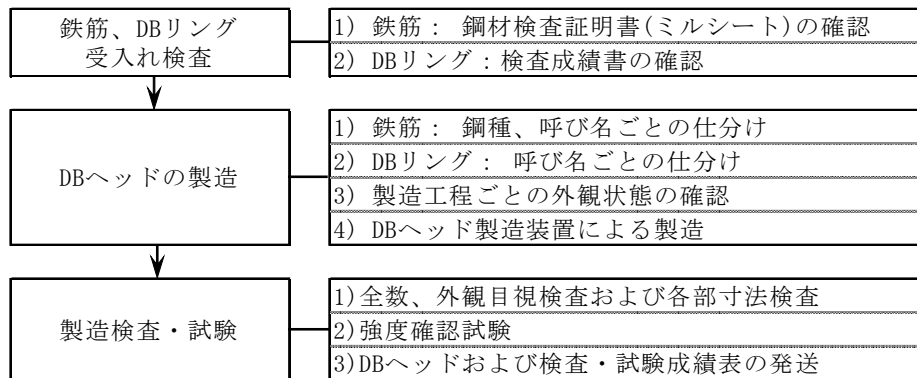 鉄筋、DBリング
受入れ検査
1) 鉄筋： 鋼材検査証明書(ミルシート)の確認
2) DBリング：検査成績書の確認
DBヘッドの製造
1) 鉄筋： 鋼種、呼び名ごとの仕分け
2) DBリング： 呼び名ごとの仕分け
3) 製造工程ごとの外観状態の確認
4) DBヘッド製造装置による製造
製造検査・試験
1)全数、外観目視検査および各部寸法検査
2)強度確認試験
3)DBヘッドおよび検査・試験成績表の発送